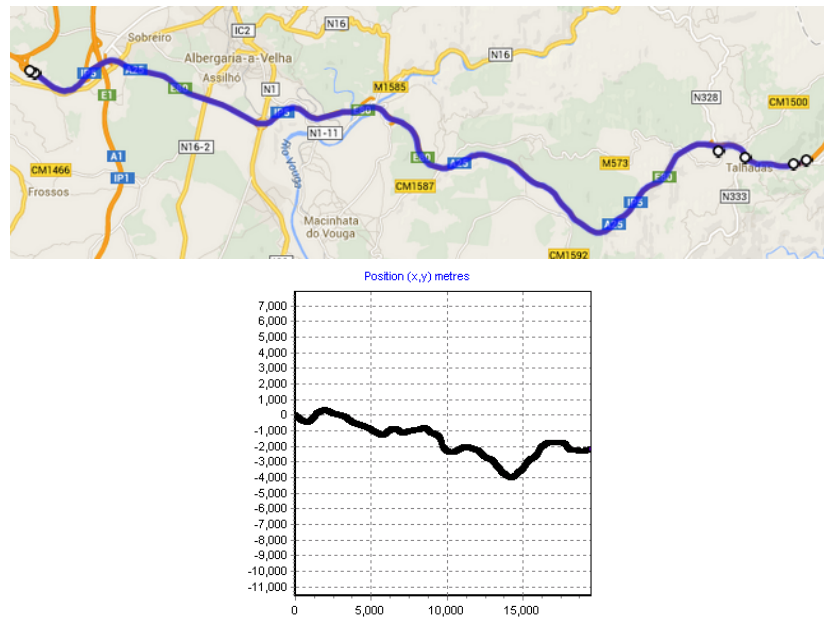 N16
IC2
Sobreiro
N16
Albergaria-a-Velha
IP5
A25
Assilhó
E80
N1
M1585
E1
IP5
E80
N1-11
N328
CM1500
N16-2
Rio Vouga
A1
CM1466
E80
A25
M573
IP1
CM1587
E80
Talhadas
Frossos
IP5
N333
Macinhata
do Vouga
A25
CM1592
Position (x,y) metres
7,000
6,000
5,000
4,000
3,000
2,000
1,000
0
-1,000
-2,000
-3,000
-4,000
-5,000
-6,000
-7,000
-8,000
-9,000
-10,000
-11,000
0
5,000
10,000
15,000